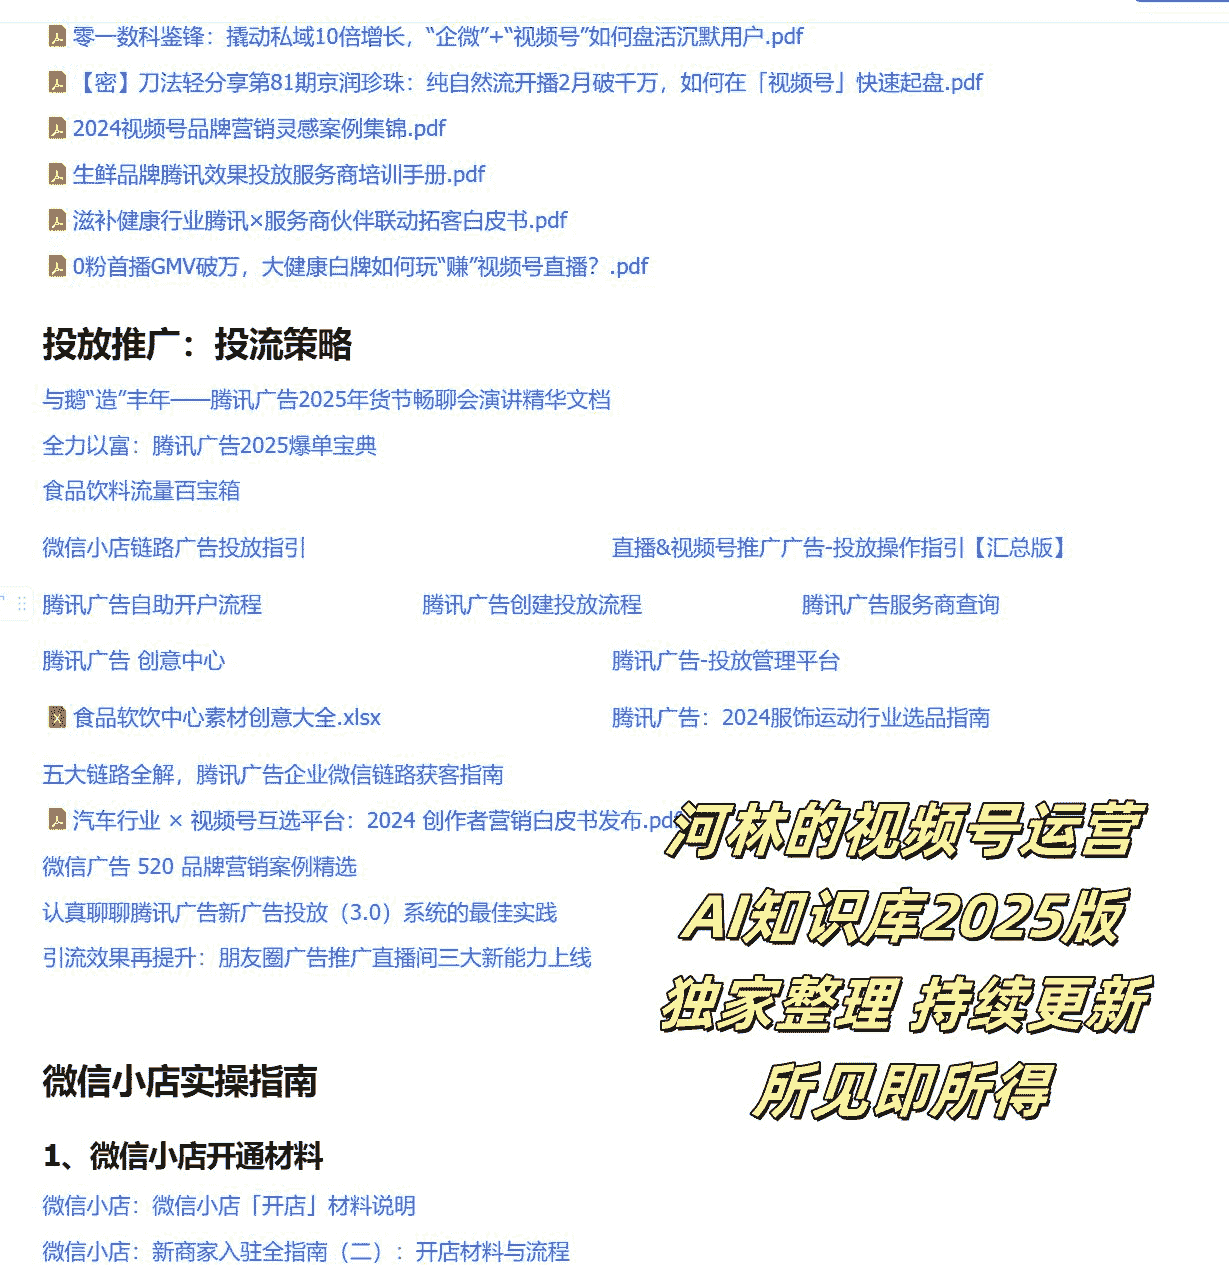 零一数科鉴锋：撬动私域10倍增长，“企微”+“视频号”如何盘活沉默用户.pdf
【密】刀法轻分享第81期京润珍珠：纯自然流开播2月破千万，如何在「视频号」快速起盘.pdf
2024视频号品牌营销灵感案例集锦.pdf
生鲜品牌腾讯效果投放服务商培训手册.pdf
滋补健康行业腾讯×服务商伙伴联动拓客白皮书.pdf
0粉首播GMV破万，大健康白牌如何玩“赚”视频号直播？.pdf
投放推广：投流策略
与鹅“造”丰年——腾讯广告2025年货节畅聊会演讲精华文档
全力以富：腾讯广告2025爆单宝典
食品饮料流量百宝箱
微信小店链路广告投放指引 直播&视频号推广广告-投放操作指引【汇总版】
腾讯广告自助开户流程 腾讯广告创建投放流程 腾讯广告服务商查询
腾讯广告 创意中心 腾讯广告-投放管理平台
食品软饮中心素材创意大全.xlsx 腾讯广告：2024服饰运动行业选品指南
五大链路全解，腾讯广告企业微信链路获客指南
汽车行业 × 视频号互选平台：2024 创作者营销白皮书发布.pd
微信广告 520 品牌营销案例精选
认真聊聊腾讯广告新广告投放（3.0）系统的最佳实践
引流效果再提升：朋友圈广告推广直播间三大新能力上线
河林的视频号运营
AI知识库2025版
独家整理 持续更新
所见即所得
微信小店实操指南
1、微信小店开通材料
微信小店：微信小店「开店」材料说明
微信小店：新商家入驻全指南（二）：开店材料与流程